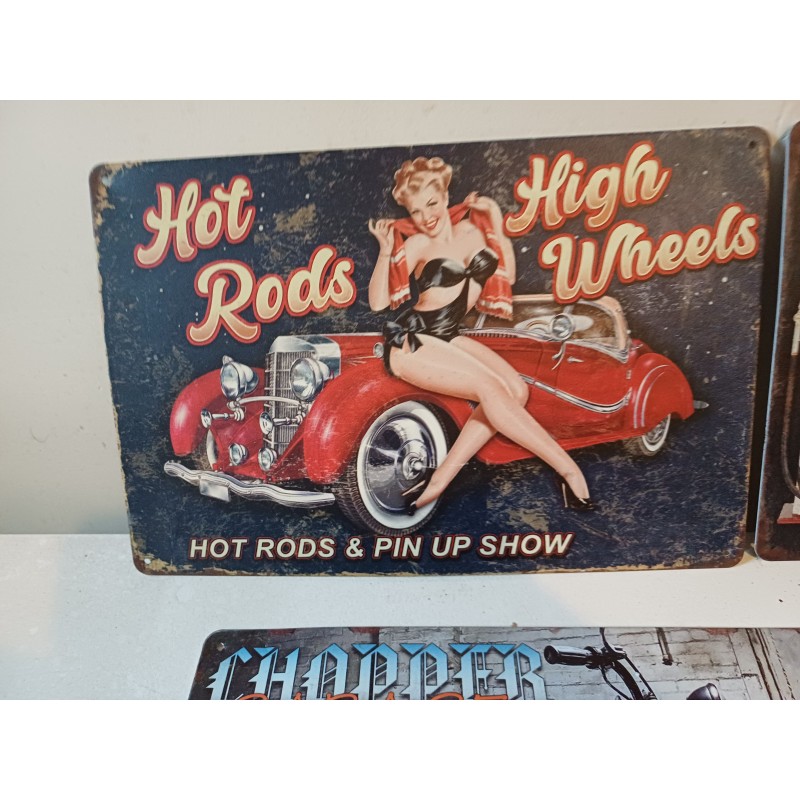 Hot
Rods
High
Wheels
HOT RODS & PIN UP SHOW
CHOPPER